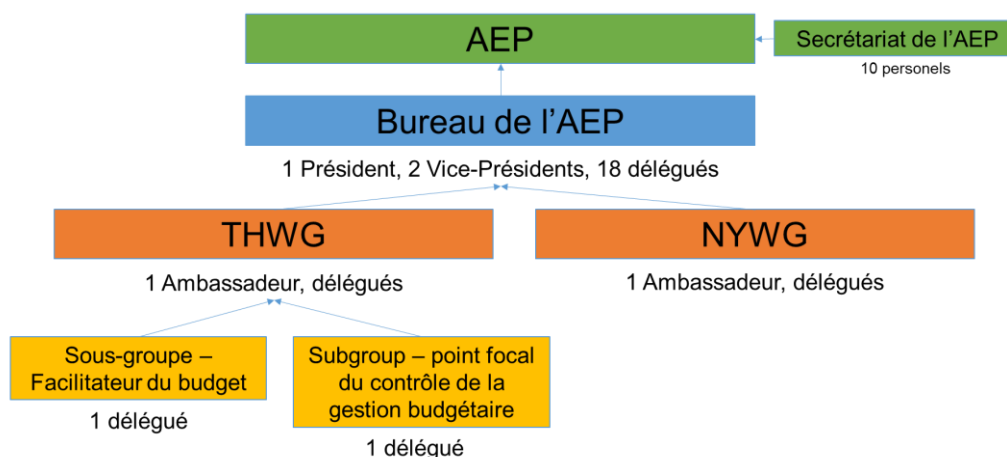 AEP
Secrétariat de l'AEP
10 personels
Bureau de l'AEP
1 Président, 2 Vice-Présidents, 18 délégués
THWG
NYWG
1 Ambassadeur, délégués
1 Ambassadeur, délégués
Sous-groupe –
Facilitateur du budget
1 délégué
Subgroup – point focal
du contrôle de la
gestion budgétaire
1 délégué